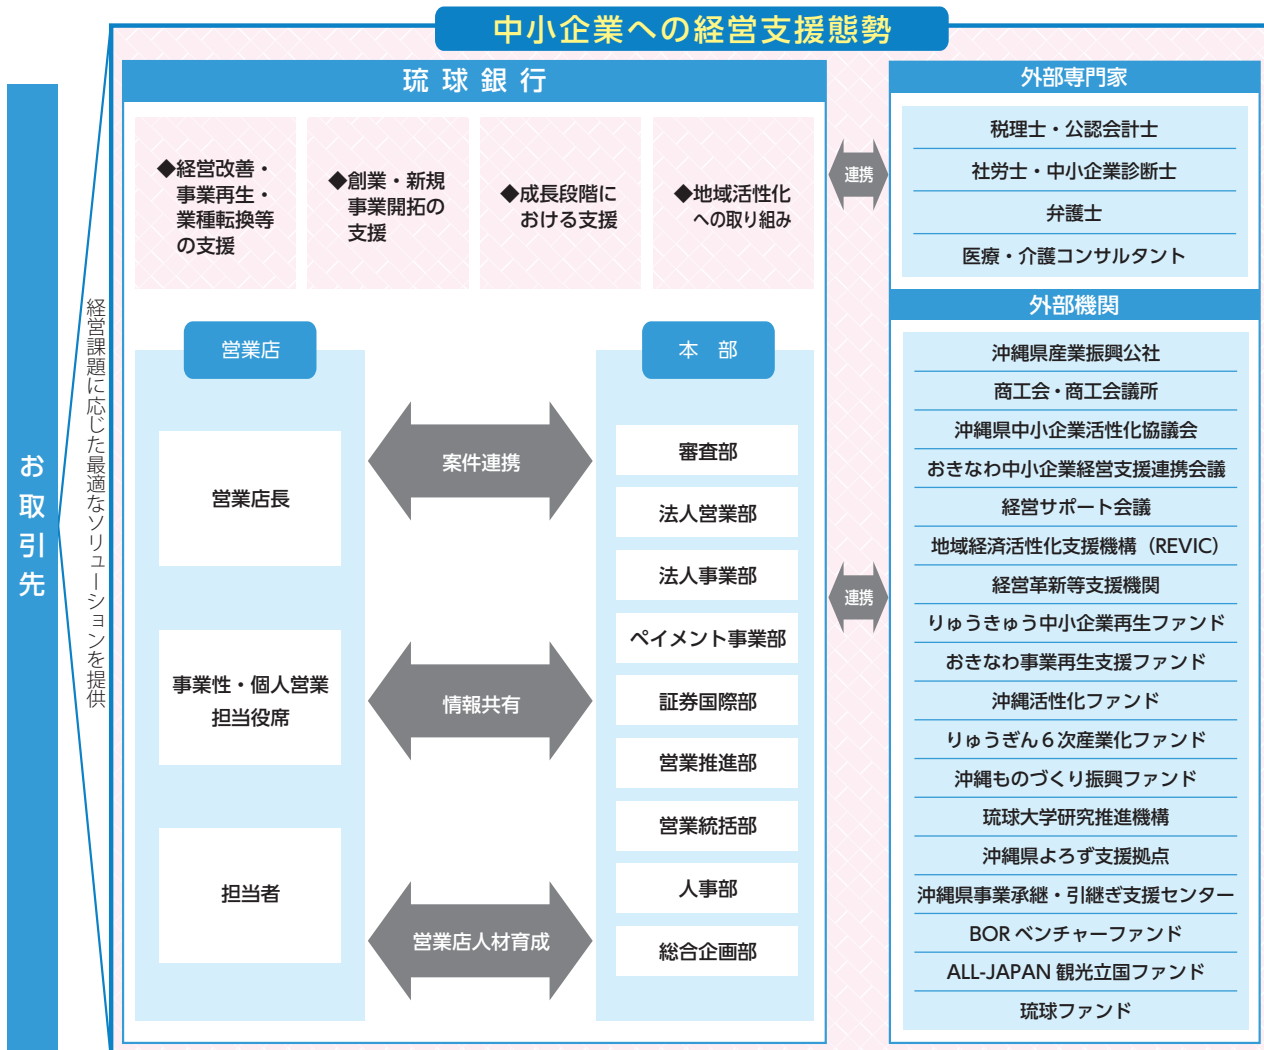 中小企業への経営支援態勢
お取引先
経営課題に応じた最適なソリューションを提供
琉球銀行
◆経営改善・
事業再生・
業種転換等
の支援
◆創業・新規
事業開拓の
支援
◆成長段階に
おける支援
◆地域活性化
への取り組み
営業店
営業店長
事業性・個人営業
担当役席
担当者
案件連携
情報共有
営業店人材育成
本 部
審査部
法人営業部
法人事業部
ペイメント事業部
証券国際部
営業推進部
営業統括部
人事部
総合企画部
連携
連携
外部専門家
税理士・公認会計士
社労士・中小企業診断士
弁護士
医療・介護コンサルタント
外部機関
沖縄県産業振興公社
商工会・商工会議所
沖縄県中小企業活性化協議会
おきなわ中小企業経営支援連携会議
経営サポート会議
地域経済活性化支援機構（REVIC）
経営革新等支援機関
りゅうきゅう中小企業再生ファンド
おきなわ事業再生支援ファンド
沖縄活性化ファンド
りゅうぎん６次産業化ファンド
沖縄ものづくり振興ファンド
琉球大学研究推進機構
沖縄県よろず支援拠点
沖縄県事業承継・引継ぎ支援センター
BOR ベンチャーファンド
ALL-JAPAN 観光立国ファンド
琉球ファンド